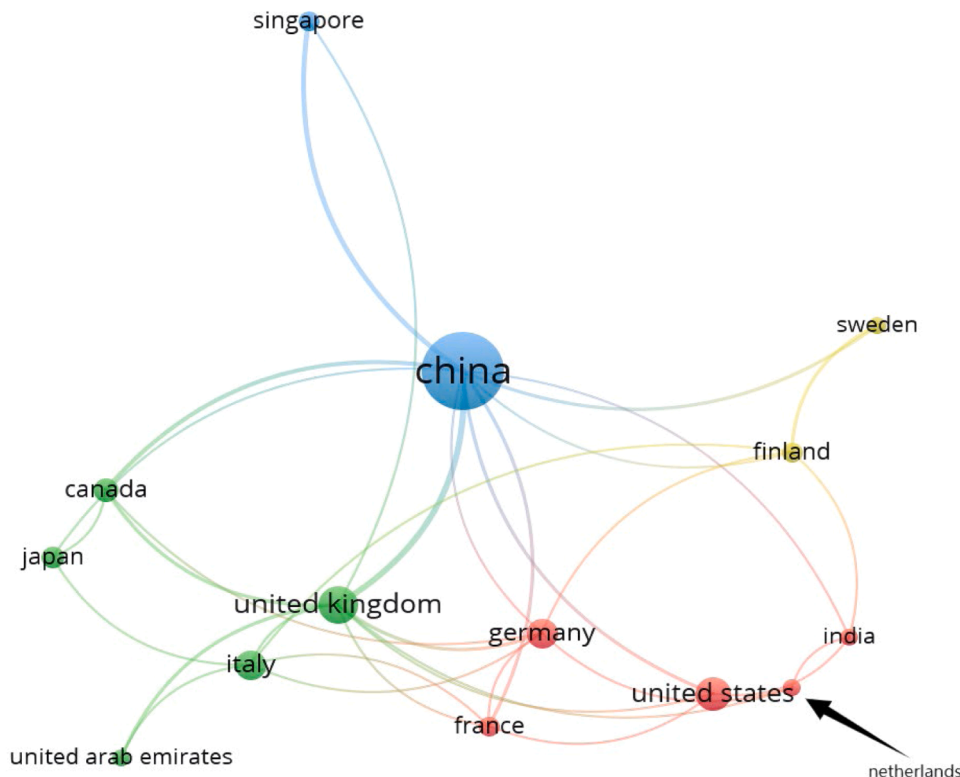 singapore
china
sweden
finland
canada
japan
united kingdom
germany
india
italy
united states
france
united arab emirates
netherlands